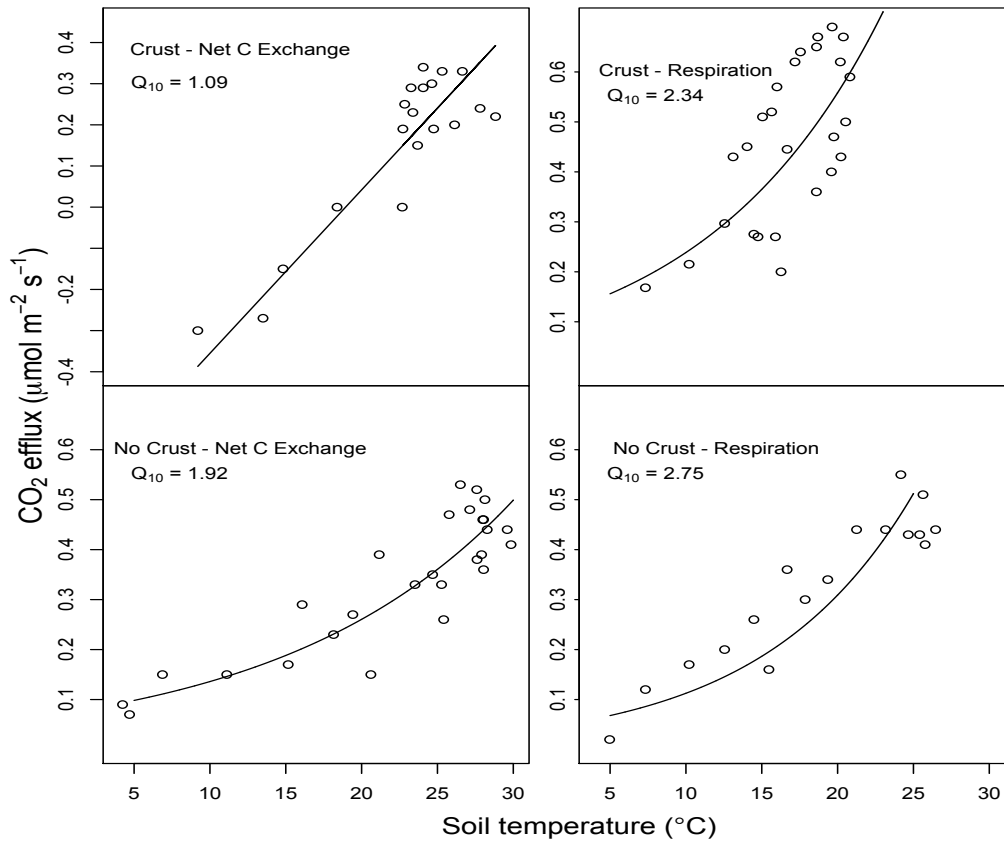 CO₂ efflux (μmol m⁻² s⁻¹)
Crust - Net C Exchange
Q₁₀ = 1.09
0.4
0.3
0.2
0.0
-0.2
-0.4
Crust - Respiration
Q₁₀ = 2.34
0.6
0.5
0.4
0.3
0.2
0.1
No Crust - Net C Exchange
Q₁₀ = 1.92
0.6
0.5
0.4
0.3
0.2
0.1
5 10 15 20 25 30
No Crust - Respiration
Q₁₀ = 2.75
0.6
0.5
0.4
0.3
0.2
0.1
5 10 15 20 25 30
Soil temperature (°C)